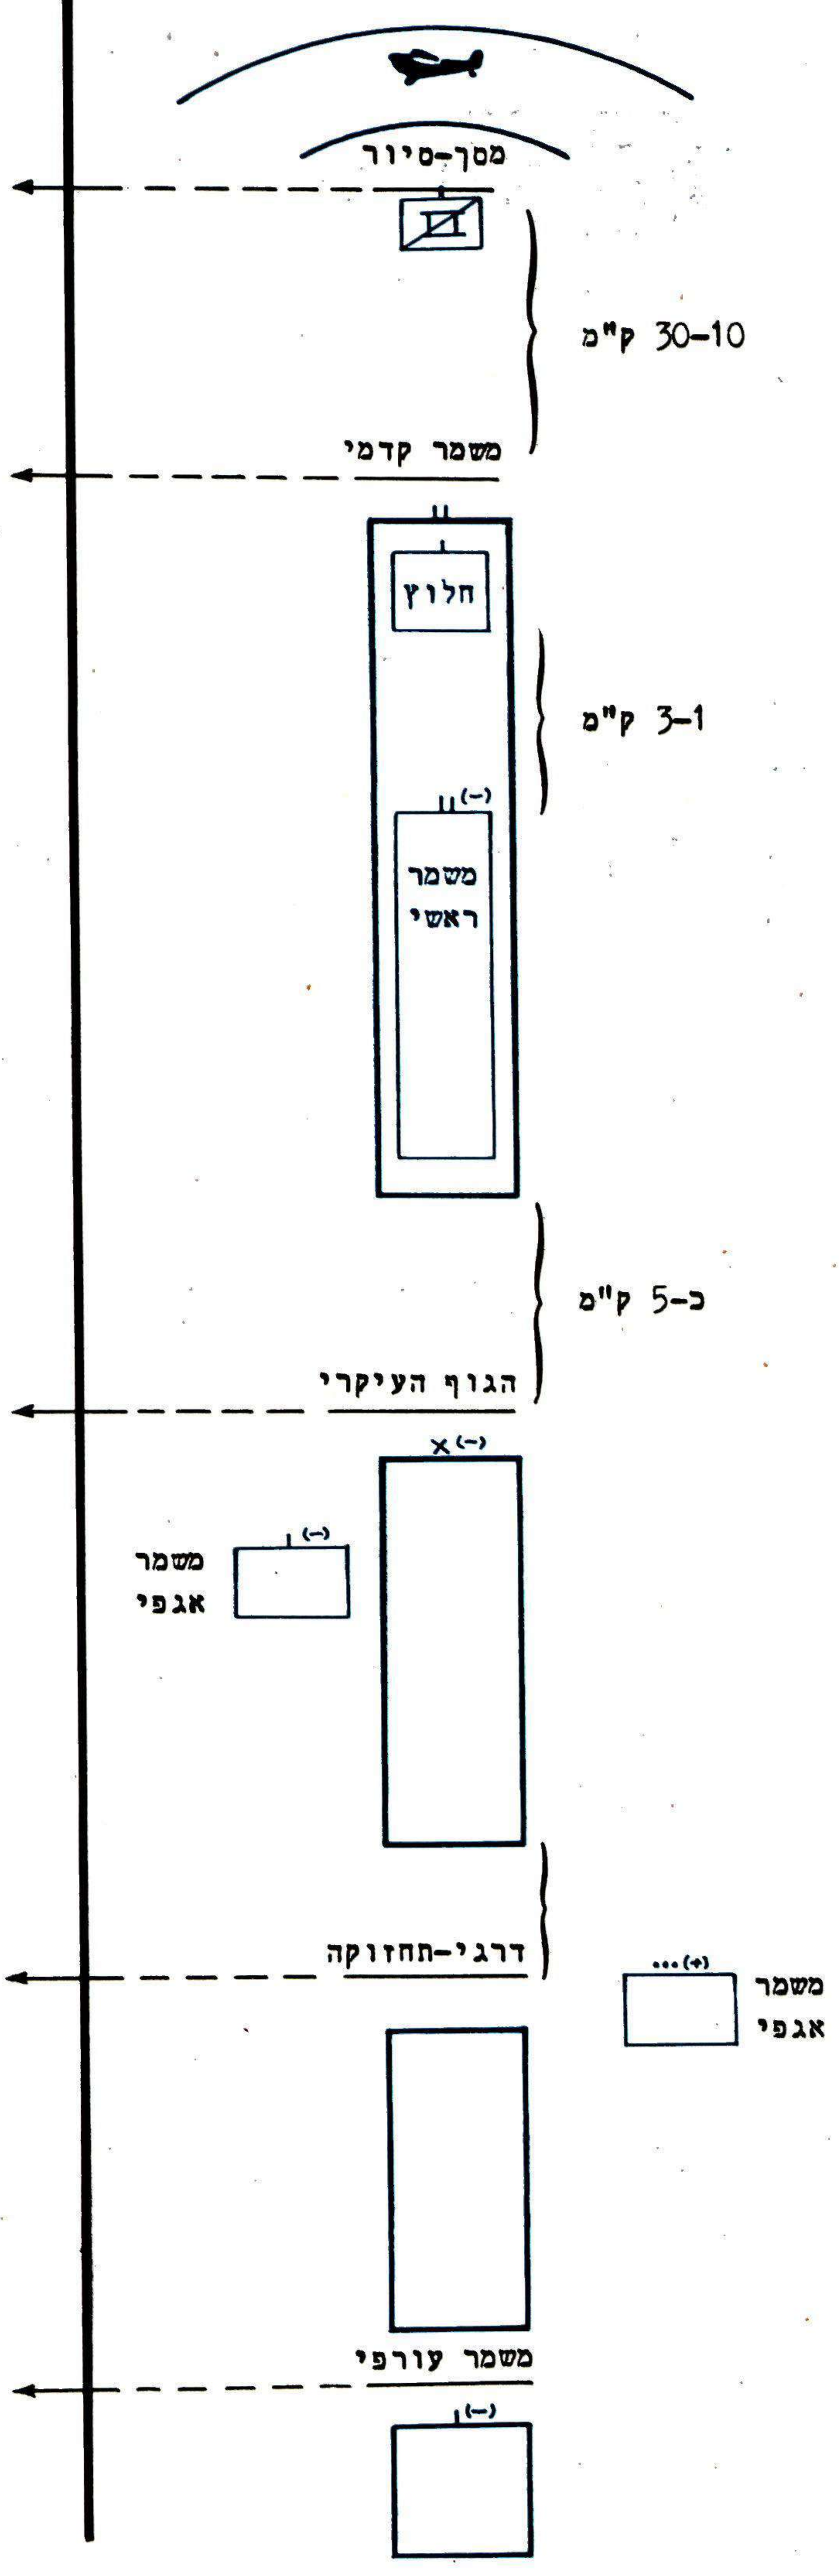 מסך-סיור
30-10 ק"מ
משמר קדמי
חלוץ
3-1 ק"מ
(-)
משמר
ראשי
כ-5 ק"מ
הגוף העיקרי
X (-)
(-)
משמר
אגפי
דרגי-תחזוקה
...(+)
משמר
אגפי
משמר עורפי
(-)